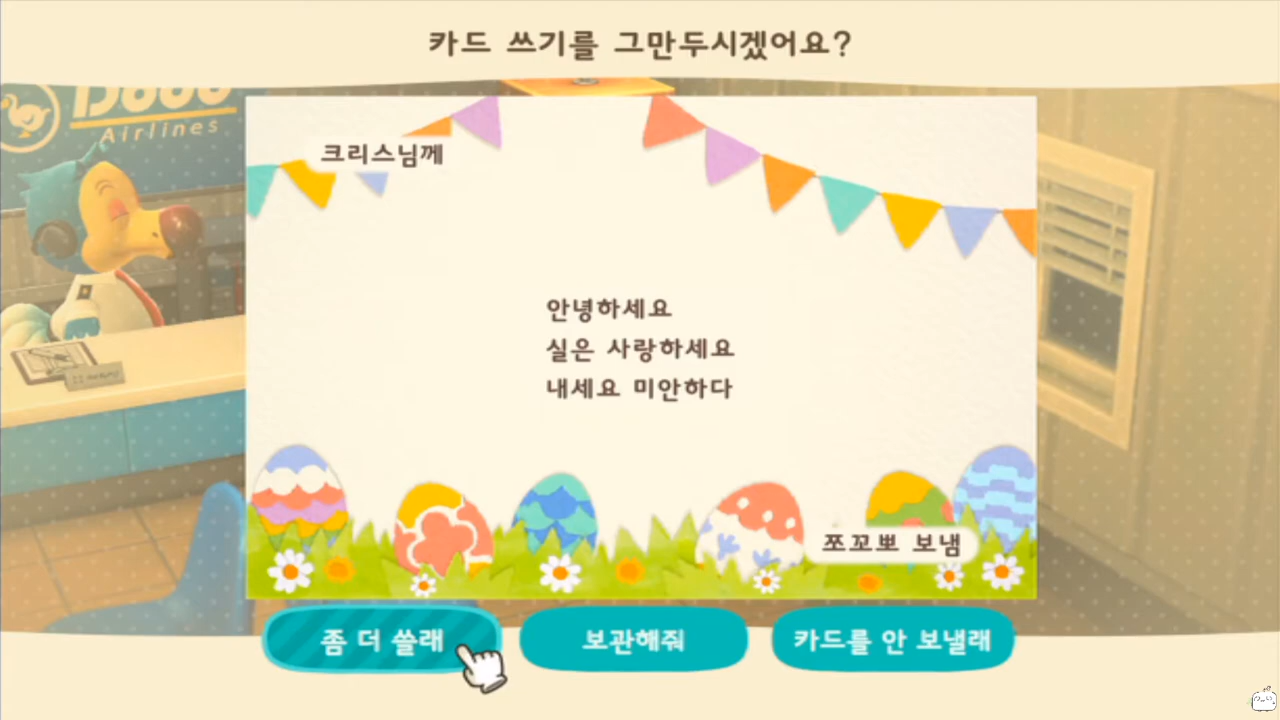 카드 쓰기를 그만두시겠어요?
Airlines
크리스님께
안녕하세요
실은 사랑하세요
내세요 미안하다
쪼꼬뽀 보냄
좀 더 쓸래
보관해줘
카드를 안 보낼래